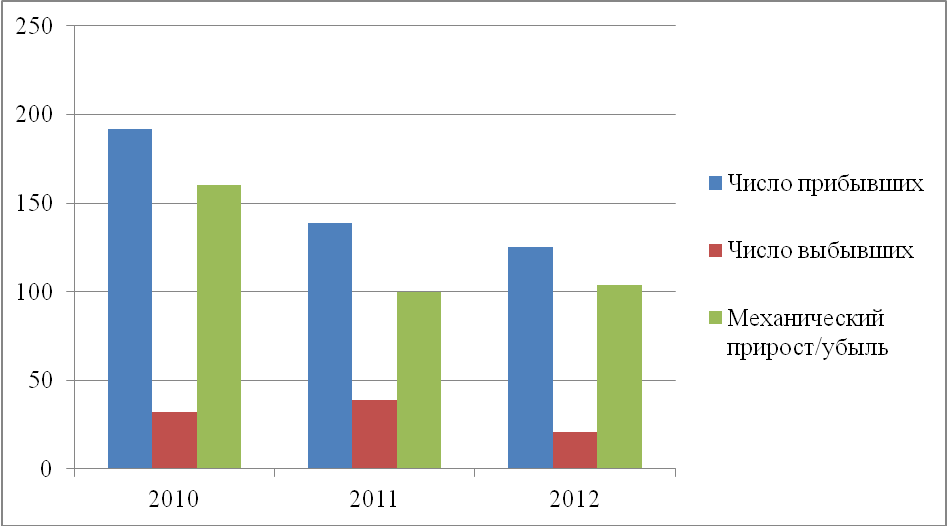 250
200
150
100
50
0
2010
2011
2012
Число прибывших
Число выбывших
Механический
прирост/убыль